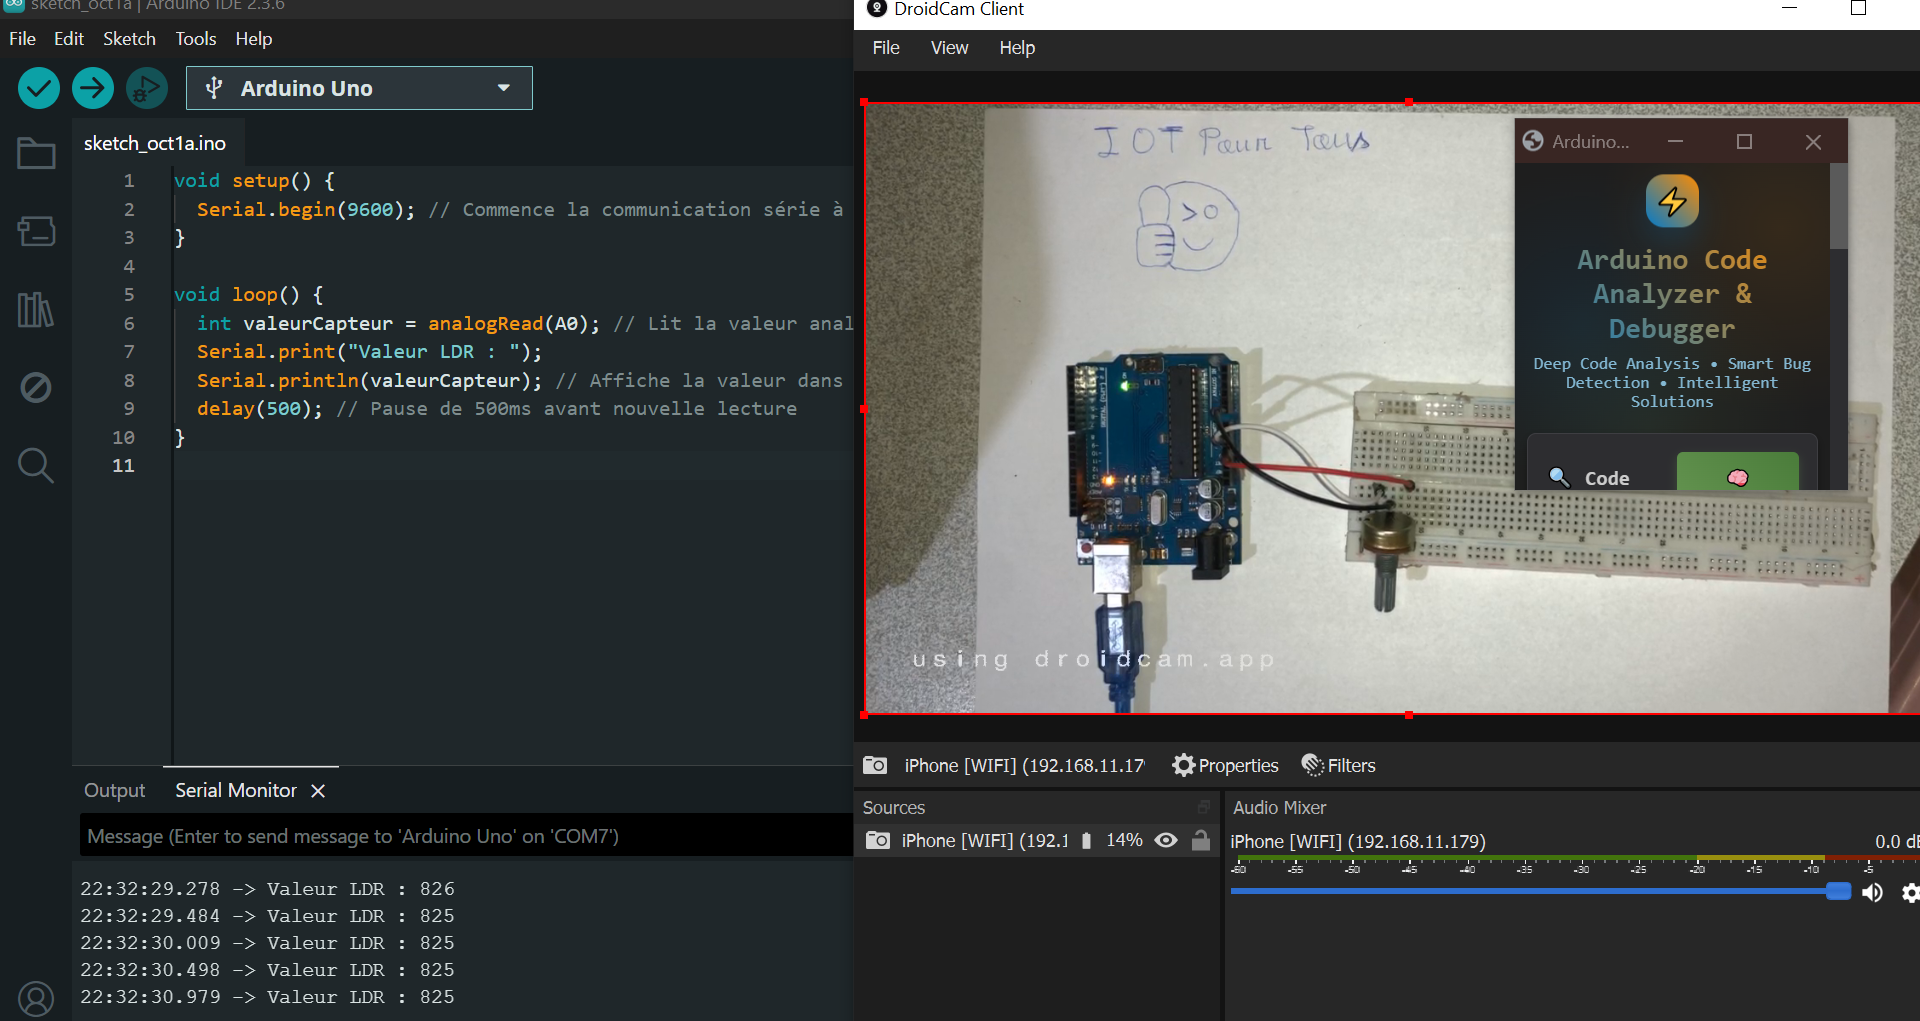 sketch_oct1a | Arduino IDE 2.3.6
File Edit Sketch Tools Help
Arduino Uno
sketch_oct1a.ino
1 void setup() {
2 Serial.begin(9600); // Commence la communication série à
3 }
4
5 void loop() {
6 int valeurCapteur = analogRead(A0); // Lit la valeur anal
7 Serial.print("Valeur LDR : ");
8 Serial.println(valeurCapteur); // Affiche la valeur dans
9 delay(500); // Pause de 500ms avant nouvelle lecture
10 }
11
Output Serial Monitor
Message (Enter to send message to 'Arduino Uno' on 'COM7')
22:32:29.278 -> Valeur LDR : 826
22:32:29.484 -> Valeur LDR : 825
22:32:30.009 -> Valeur LDR : 825
22:32:30.498 -> Valeur LDR : 825
22:32:30.979 -> Valeur LDR : 825
DroidCam Client
File View Help
IOT Pour Tous
Arduino...
Arduino Code
Analyzer &
Debugger
Deep Code Analysis • Smart Bug
Detection • Intelligent
Solutions
Code
using droidcam.app
iPhone [WIFI] (192.168.11.17 Properties Filters
Sources
iPhone [WIFI] (192.1 14%
Audio Mixer
iPhone [WIFI] (192.168.11.179) 0.0 dB
-60 -55 -50 -45 -40 -35 -30 -25 -20 -15 -10 -5